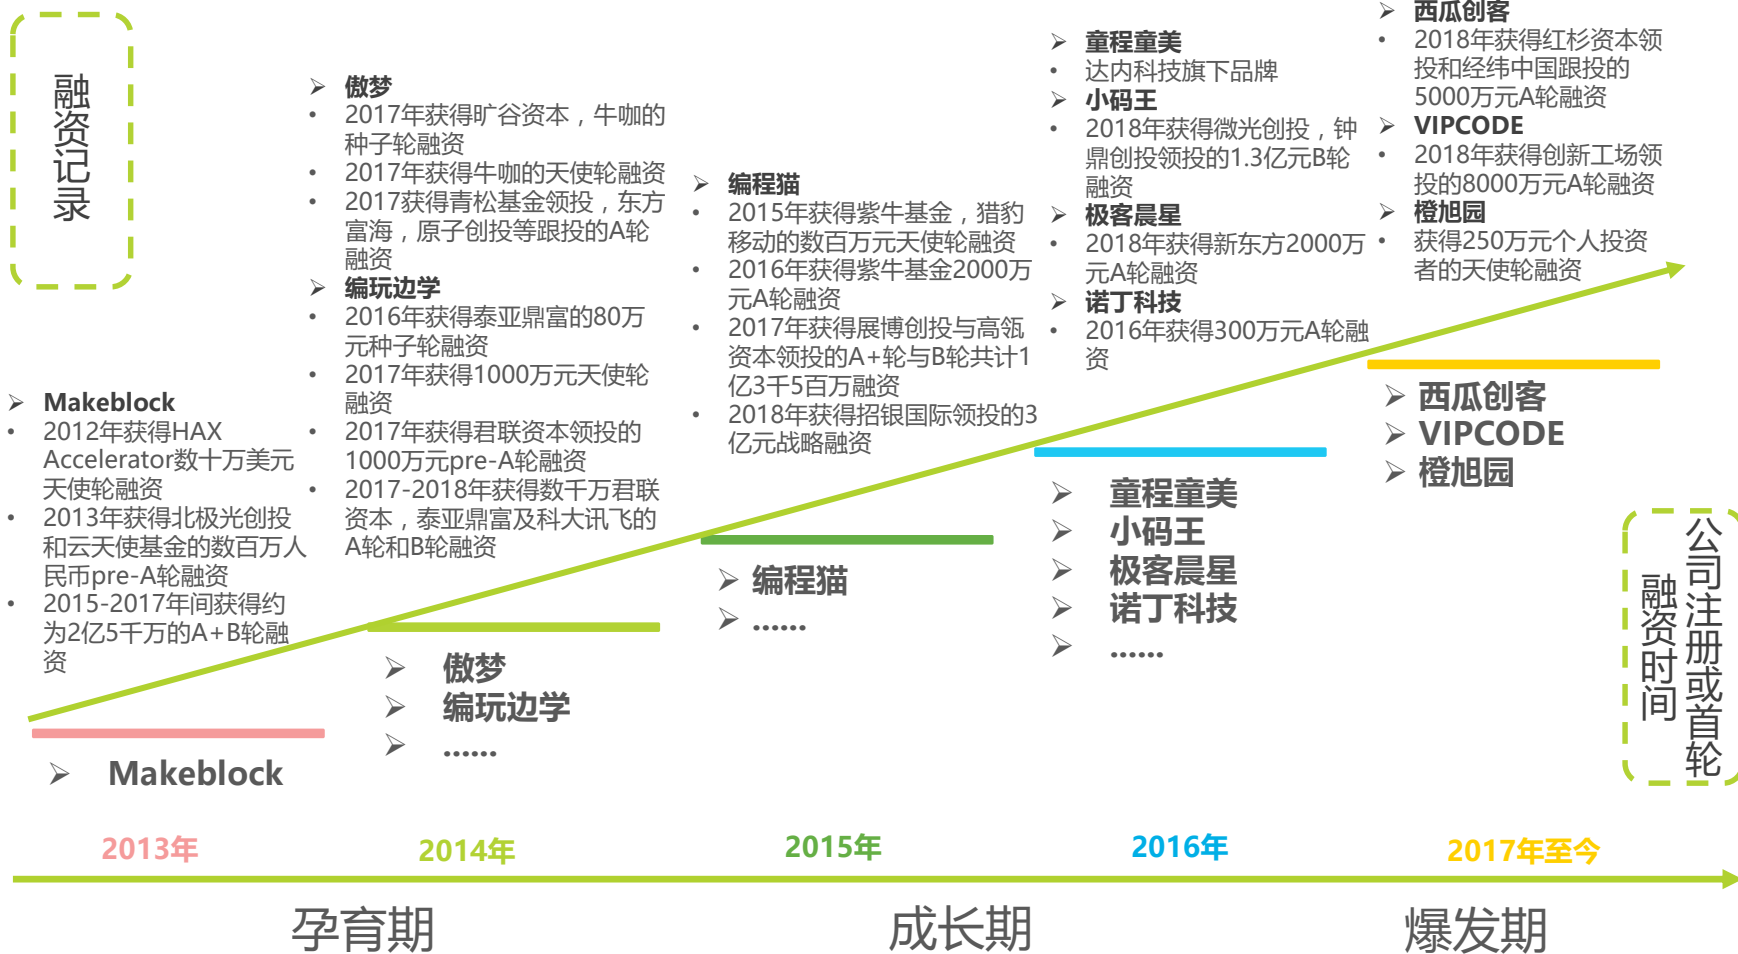 融资记录
➢ Makeblock
• 2012年获得HAX
Accelerator数十万美元
天使轮融资
• 2013年获得北极光创投
和云天使基金的数百万人
民币pre-A轮融资
• 2015-2017年间获得约
为2亿5千万的A+B轮融
资
➢ 傲梦
• 2017年获得旷谷资本，牛咖的
种子轮融资
• 2017年获得牛咖的天使轮融资
• 2017获得青松基金领投，东方
富海，原子创投等跟投的A轮
融资
➢ 编玩边学
• 2016年获得泰亚鼎富的80万
元种子轮融资
• 2017年获得1000万元天使轮
融资
• 2017年获得君联资本领投的
1000万元pre-A轮融资
• 2017-2018年获得数千万君联
资本，泰亚鼎富及科大讯飞的
A轮和B轮融资
➢ 编程猫
• 2015年获得紫牛基金，猎豹
移动的数百万元天使轮融资
• 2016年获得紫牛基金2000万
元A轮融资
• 2017年获得展博创投与高瓴
资本领投的A+轮与B轮共计1
亿3千5百万融资
• 2018年获得招银国际领投的3
亿元战略融资
➢ 童程童美
• 达内科技旗下品牌
➢ 小码王
• 2018年获得微光创投，钟
鼎创投领投的1.3亿元B轮
融资
➢ 极客晨星
• 2018年获得新东方2000万
元A轮融资
➢ 诺丁科技
• 2016年获得300万元A轮融
资
➢ 西瓜创客
• 2018年获得红杉资本领
投和经纬中国跟投的
5000万元A轮融资
➢ VIPCODE
• 2018年获得创新工场领
投的8000万元A轮融资
➢ 橙旭园
• 获得250万元个人投资
者的天使轮融资
➢ Makeblock
➢ 傲梦
➢ 编玩边学
➢ ......
➢ 编程猫
➢ ......
➢ 童程童美
➢ 小码王
➢ 极客晨星
➢ 诺丁科技
➢ ......
➢ 西瓜创客
➢ VIPCODE
➢ 橙旭园
公司注册或首轮
融资时间
2013年
2014年
2015年
2016年
2017年至今
孕育期
成长期
爆发期